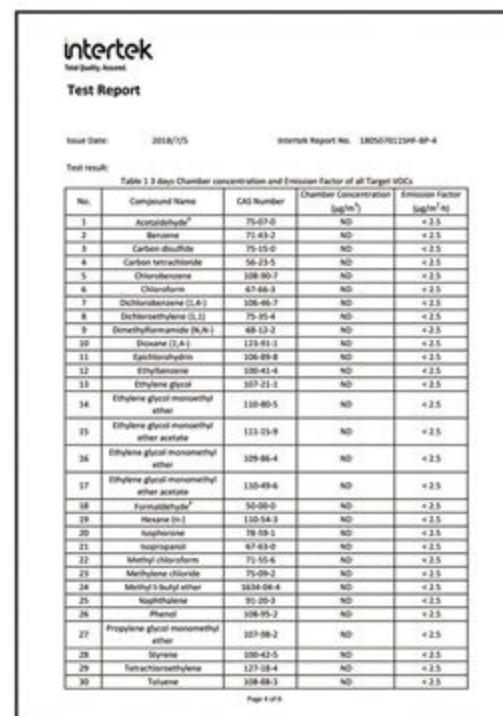 intertek
Total Quality. Assured.
Test Report
Issue Date: 2018/7/5 Intertek Report No. 180507011SHF-BP-4
Test result:
Table 1 3 days Chamber concentration and Emission Factor of all Target VOCs
No. Compound Name CAS Number Chamber Concentration (μg/m³) Emission Factor (μg/m²·h)
1 Acetaldehyde# 75-07-0 ND < 2.5
2 Benzene 71-43-2 ND < 2.5
3 Carbon disulfide 75-15-0 ND < 2.5
4 Carbon tetrachloride 56-23-5 ND < 2.5
5 Chlorobenzene 108-90-7 ND < 2.5
6 Chloroform 67-66-3 ND < 2.5
7 Dichlorobenzene (1,4-) 106-46-7 ND < 2.5
8 Dichloroethylene (1,1) 75-35-4 ND < 2.5
9 Dimethylformamide (N,N-) 68-12-2 ND < 2.5
10 Dioxane (1,4-) 123-91-1 ND < 2.5
11 Epichlorohydrin 106-89-8 ND < 2.5
12 Ethylbenzene 100-41-4 ND < 2.5
13 Ethylene glycol 107-21-1 ND < 2.5
14 Ethylene glycol monoethyl ether 110-80-5 ND < 2.5
15 Ethylene glycol monoethyl ether acetate 111-15-9 ND < 2.5
16 Ethylene glycol monomethyl ether 109-86-4 ND < 2.5
17 Ethylene glycol monomethyl ether acetate 110-49-6 ND < 2.5
18 Formaldehyde# 50-00-0 ND < 2.5
19 Hexane (n-) 110-54-3 ND < 2.5
20 Isophorone 78-59-1 ND < 2.5
21 Isopropanol 67-63-0 ND < 2.5
22 Methyl chloroform 71-55-6 ND < 2.5
23 Methylene chloride 75-09-2 ND < 2.5
24 Methyl t-butyl ether 1634-04-4 ND < 2.5
25 Naphthalene 91-20-3 ND < 2.5
26 Phenol 108-95-2 ND < 2.5
27 Propylene glycol monomethyl ether 107-98-2 ND < 2.5
28 Styrene 100-42-5 ND < 2.5
29 Tetrachloroethylene 127-18-4 ND < 2.5
30 Toluene 108-88-3 ND < 2.5
Page 4 of 6